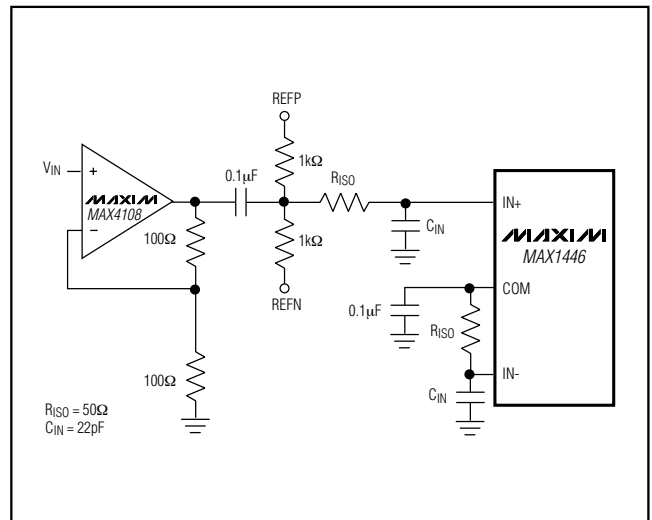 REFP
V_IN
+
MAXIM
MAX4108
-
0.1μF
1kΩ
R_ISO
100Ω
1kΩ
C_IN
REFN
IN+
MAXIM
MAX1446
COM
0.1μF
R_ISO
100Ω
IN-
C_IN
R_ISO = 50Ω
C_IN = 22pF